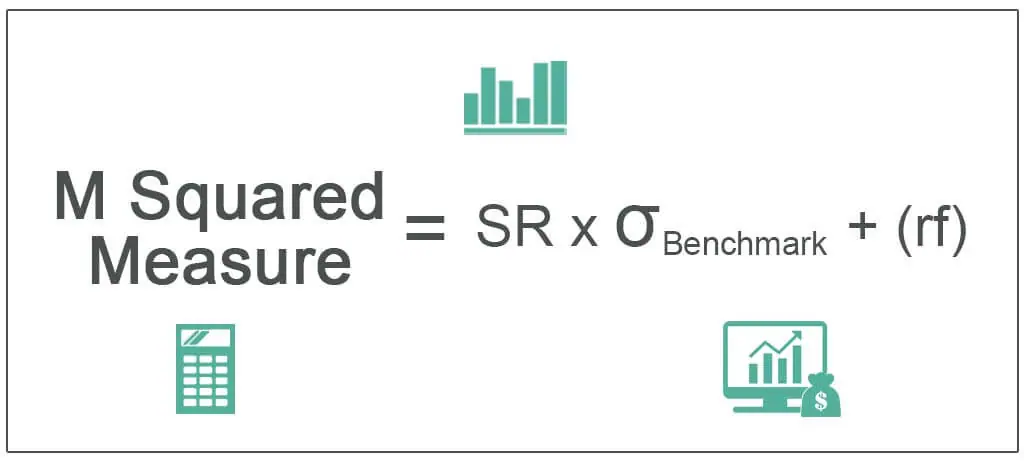 M Squared
Measure
= SR x σBenchmark + (rf)
$